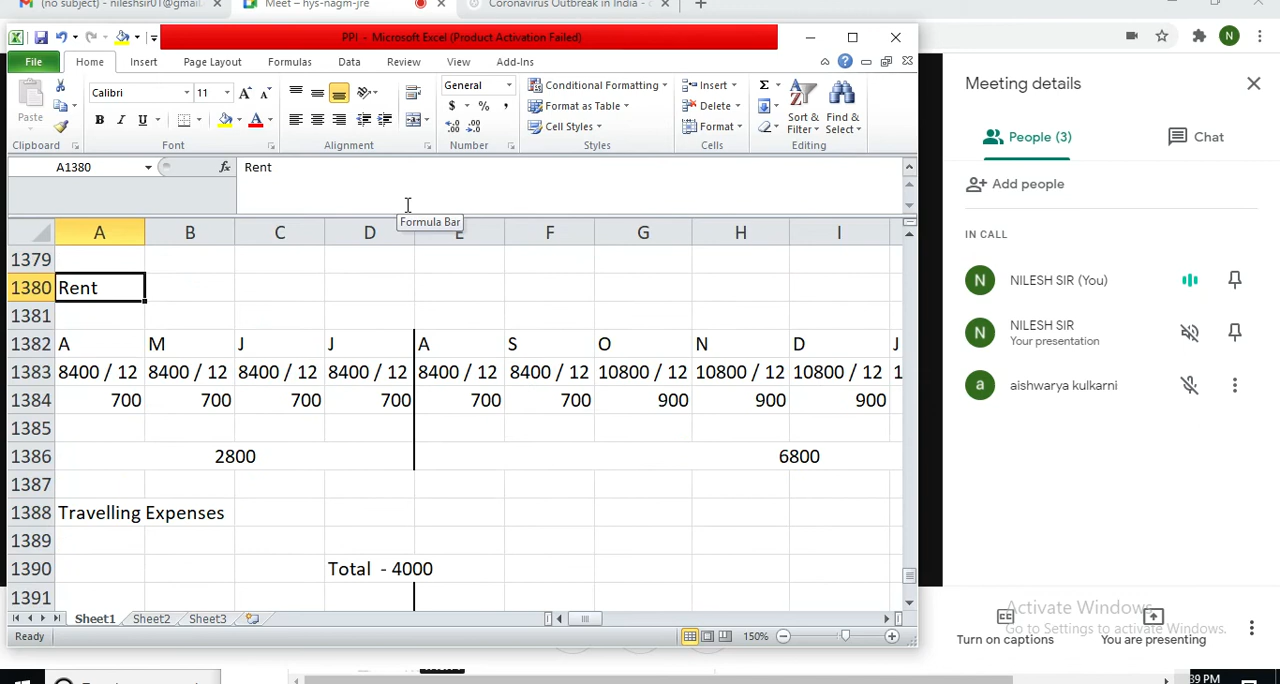 (no subject) - nileshsir01@gmail. × Meet – hys-nagm-jre × Coronavirus Outbreak in India - c × +
PPI - Microsoft Excel (Product Activation Failed)
N
File Home Insert Page Layout Formulas Data Review View Add-Ins
Calibri 11 General
Conditional Formatting Insert Σ
Paste B I U A $ % , Format as Table Delete Sort & Find &
Cell Styles Format Filter Select
Clipboard Font Alignment Number Styles Cells Editing
A1380 fx Rent
Formula Bar
A B C D E F G H I
1379
1380 Rent
1381
1382 A M J J A S O N D J
1383 8400 / 12 8400 / 12 8400 / 12 8400 / 12 8400 / 12 8400 / 12 10800 / 12 10800 / 12 10800 / 12 1
1384 700 700 700 700 700 700 900 900 900
1385
1386 2800 6800
1387
1388 Travelling Expenses
1389
1390 Total - 4000
1391
Sheet1 Sheet2 Sheet3
Ready 150%
Meeting details
People (3) Chat
Add people
IN CALL
N NILESH SIR (You)
N NILESH SIR
Your presentation
a aishwarya kulkarni
Activate Windows
Go to Settings to activate Windows.
Turn on captions You are presenting
39 PM